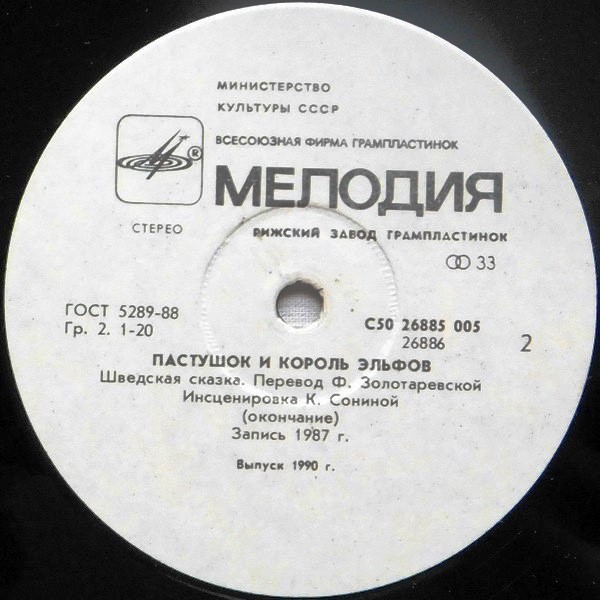 МИНИСТЕРСТВО
КУЛЬТУРЫ СССР
ВСЕСОЮЗНАЯ ФИРМА ГРАМПЛАСТИНОК
МЕЛОДИЯ
®
СТЕРЕО
РИЖСКИЙ ЗАВОД ГРАМПЛАСТИНОК
33
ГОСТ 5289-88
Гр. 2. 1-20
С50 26885 005
26886
2
ПАСТУШОК И КОРОЛЬ ЭЛЬФОВ
Шведская сказка. Перевод Ф. Золотаревской
Инсценировка К. Сониной
(окончание)
Запись 1987 г.
Выпуск 1990 г.